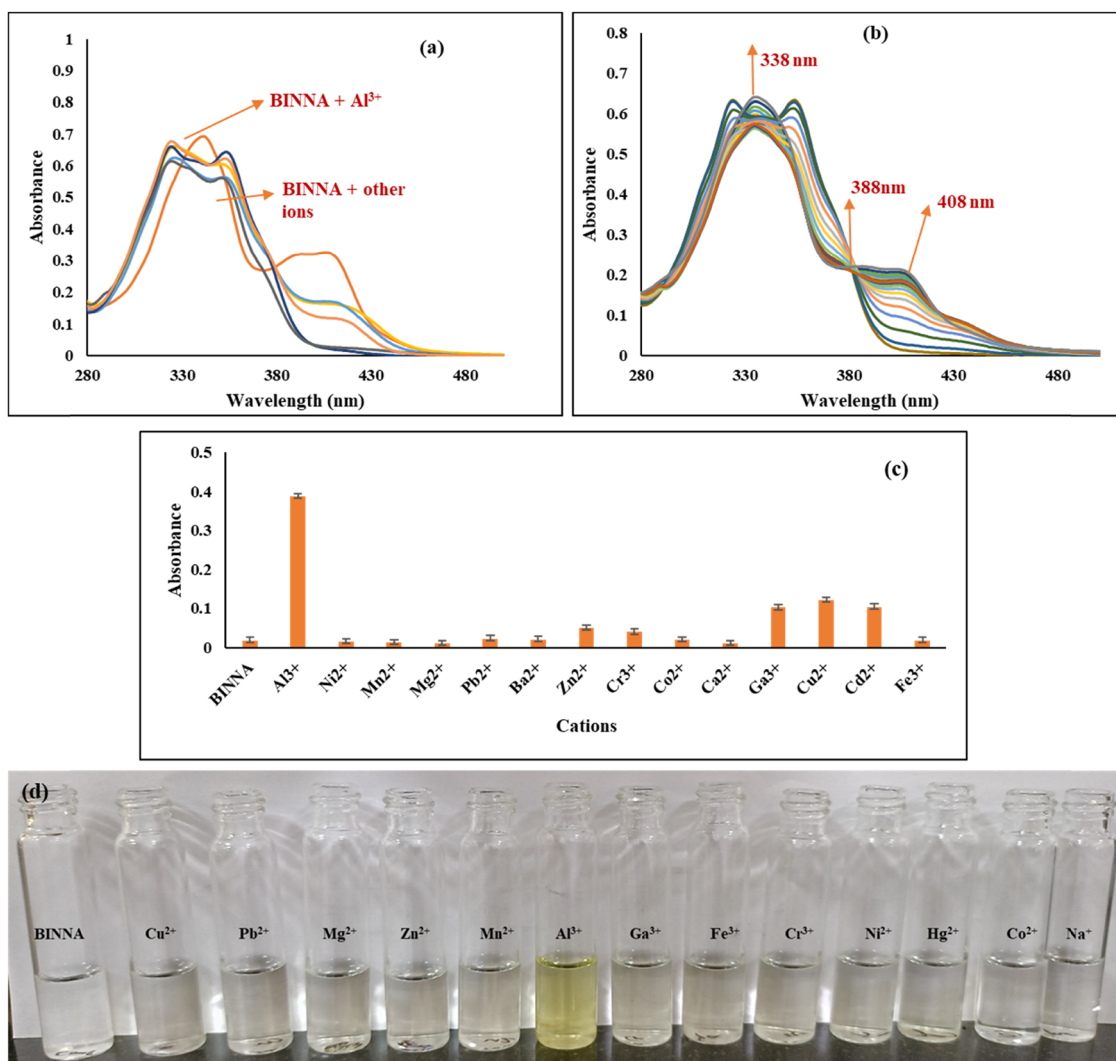 (a)
1
0.9
0.8
0.7
0.6
0.5
0.4
0.3
0.2
0.1
0
Absorbance
BINNA + Al³⁺
BINNA + other
ions
280
330
380
430
480
Wavelength (nm)
(b)
0.8
0.7
0.6
0.5
0.4
0.3
0.2
0.1
0
Absorbance
338 nm
388nm
408 nm
280
330
380
430
480
Wavelength (nm)
(c)
0.5
0.4
0.3
0.2
0.1
0
Absorbance
BINNA
Al3+
Ni2+
Mn2+
Mg2+
Pb2+
Ba2+
Zn2+
Cr3+
Co2+
Ca2+
Ga3+
Cu2+
Cd2+
Fe3+
Cations
(d)
BINNA
Cu²⁺
Pb²⁺
Mg²⁺
Zn²⁺
Mn²⁺
Al³⁺
Ga³⁺
Fe³⁺
Cr³⁺
Ni²⁺
Hg²⁺
Co²⁺
Na⁺